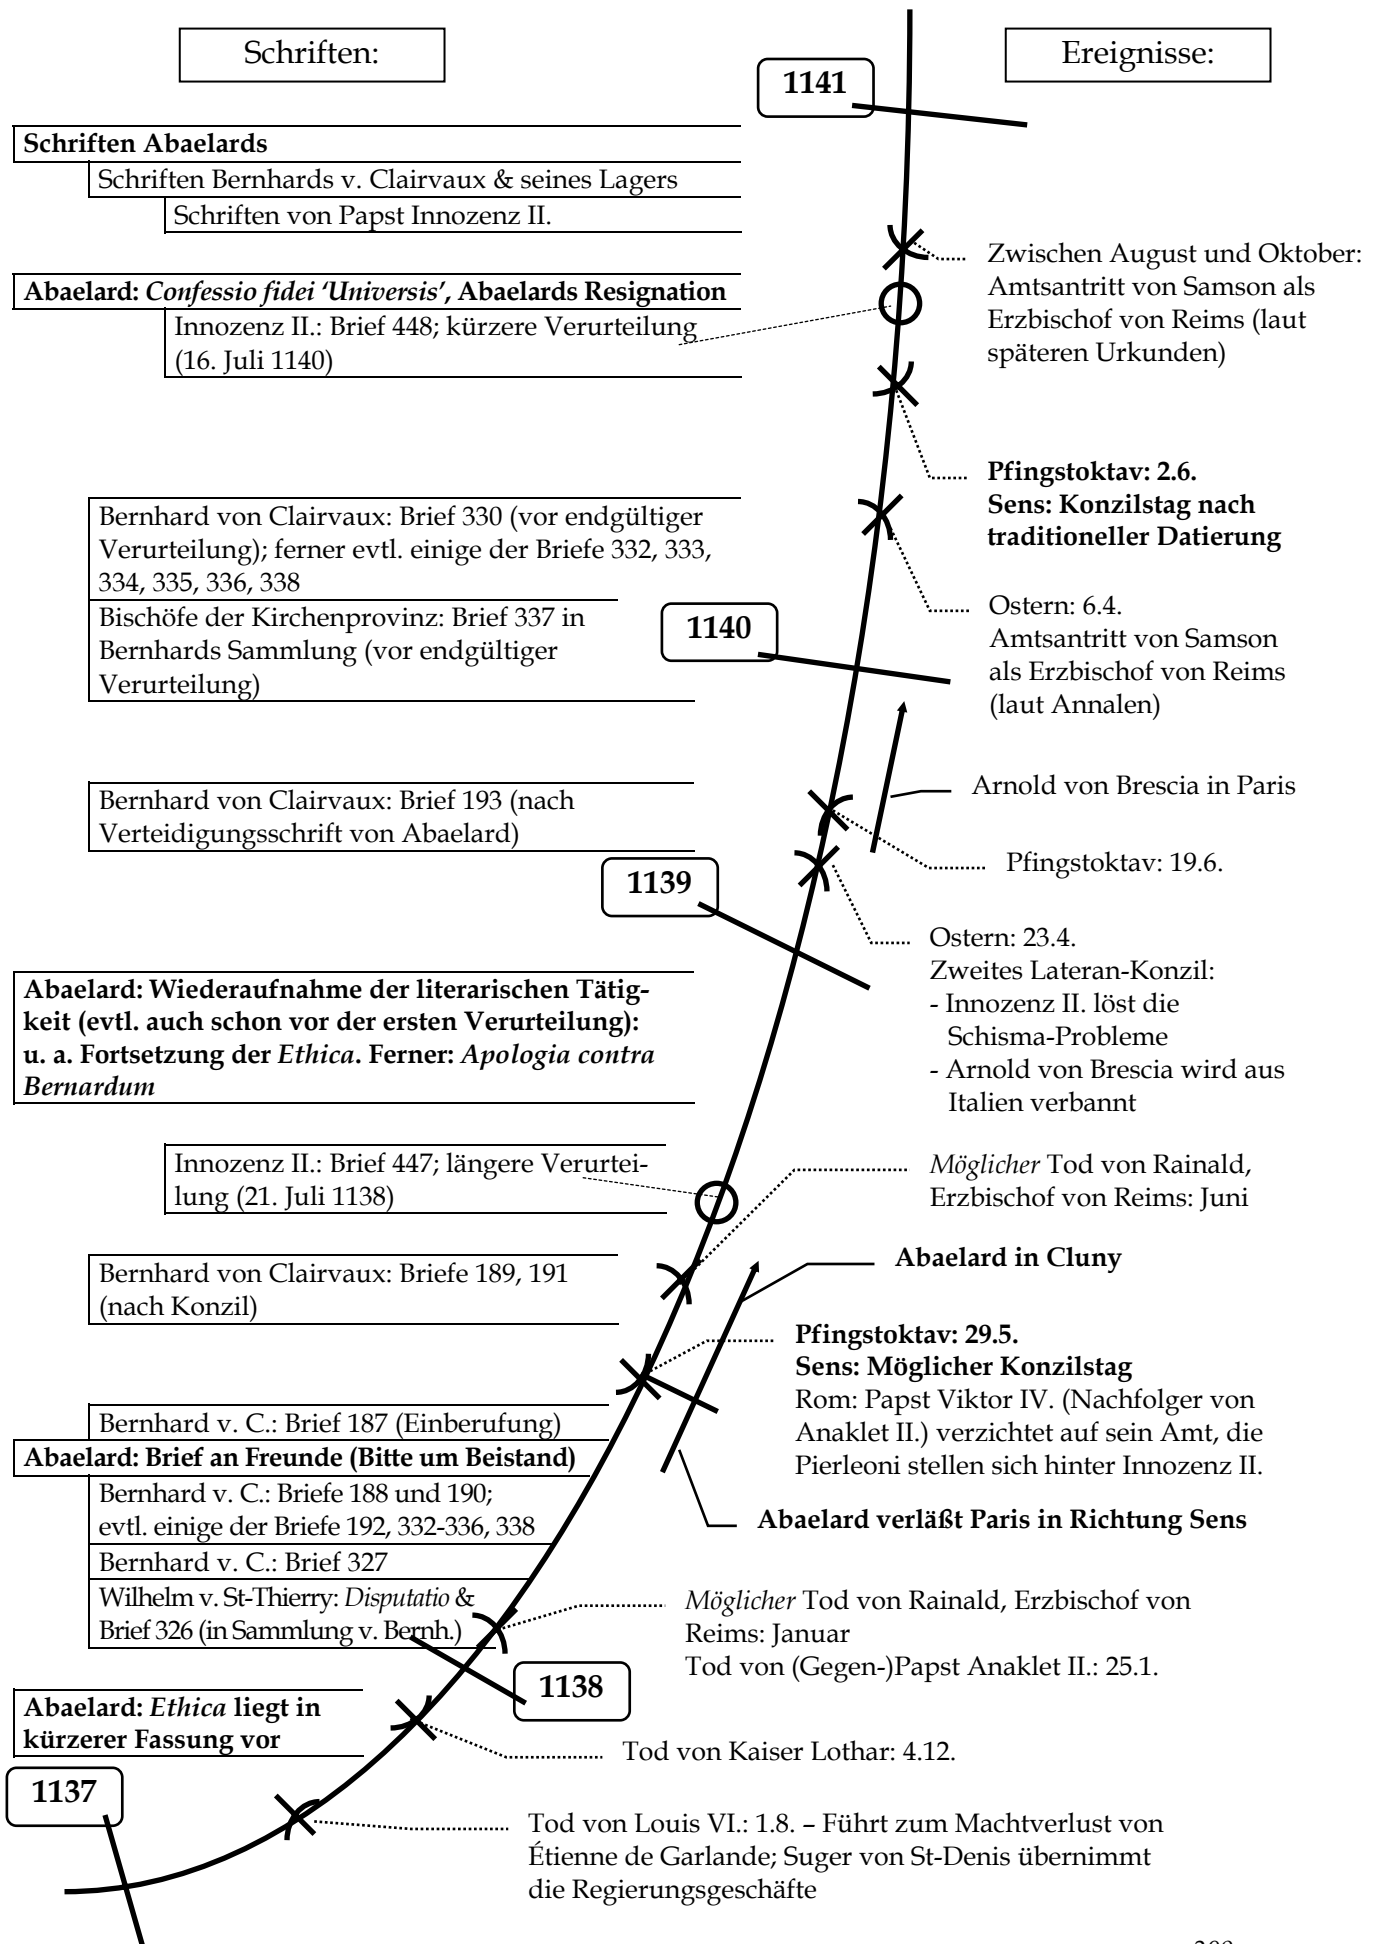 Schriften:
Ereignisse:
1141
Schriften Abaelards
Schriften Bernhards v. Clairvaux & seines Lagers
Schriften von Papst Innozenz II.
Zwischen August und Oktober:
Amtsantritt von Samson als
Erzbischof von Reims (laut
späteren Urkunden)
Abaelard: Confessio fidei ‘Universis’, Abaelards Resignation
Innozenz II.: Brief 448; kürzere Verurteilung
(16. Juli 1140)
Pfingstoktav: 2.6.
Sens: Konzilstag nach
traditioneller Datierung
Bernhard von Clairvaux: Brief 330 (vor endgültiger
Verurteilung); ferner evtl. einige der Briefe 332, 333,
334, 335, 336, 338
Bischöfe der Kirchenprovinz: Brief 337 in
Bernhards Sammlung (vor endgültiger
Verurteilung)
1140
Ostern: 6.4.
Amtsantritt von Samson
als Erzbischof von Reims
(laut Annalen)
Arnold von Brescia in Paris
Bernhard von Clairvaux: Brief 193 (nach
Verteidigungsschrift von Abaelard)
Pfingstoktav: 19.6.
1139
Ostern: 23.4.
Zweites Lateran-Konzil:
- Innozenz II. löst die
Schisma-Probleme
- Arnold von Brescia wird aus
Italien verbannt
Abaelard: Wiederaufnahme der literarischen Tätig-
keit (evtl. auch schon vor der ersten Verurteilung):
u. a. Fortsetzung der Ethica. Ferner: Apologia contra
Bernardum
Innozenz II.: Brief 447; längere Verurtei-
lung (21. Juli 1138)
Möglicher Tod von Rainald,
Erzbischof von Reims: Juni
Abaelard in Cluny
Bernhard von Clairvaux: Briefe 189, 191
(nach Konzil)
Pfingstoktav: 29.5.
Sens: Möglicher Konzilstag
Rom: Papst Viktor IV. (Nachfolger von
Anaklet II.) verzichtet auf sein Amt, die
Pierleoni stellen sich hinter Innozenz II.
Bernhard v. C.: Brief 187 (Einberufung)
Abaelard: Brief an Freunde (Bitte um Beistand)
Bernhard v. C.: Briefe 188 und 190;
evtl. einige der Briefe 192, 332-336, 338
Bernhard v. C.: Brief 327
Wilhelm v. St-Thierry: Disputatio &
Brief 326 (in Sammlung v. Bernh.)
Abaelard verläßt Paris in Richtung Sens
Möglicher Tod von Rainald, Erzbischof von
Reims: Januar
Tod von (Gegen-)Papst Anaklet II.: 25.1.
1138
Abaelard: Ethica liegt in
kürzerer Fassung vor
Tod von Kaiser Lothar: 4.12.
1137
Tod von Louis VI.: 1.8. – Führt zum Machtverlust von
Étienne de Garlande; Suger von St-Denis übernimmt
die Regierungsgeschäfte